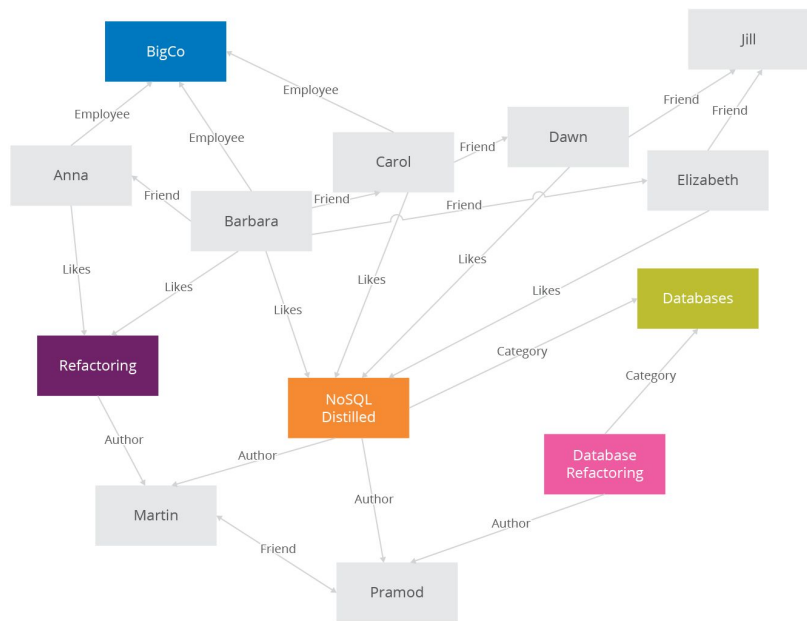 Jill
BigCo
Employee
Friend
Friend
Employee
Employee
Dawn
Friend
Carol
Anna
Elizabeth
Friend
Friend
Friend
Barbara
Likes
Likes
Likes
Likes
Likes
Likes
Databases
Category
Refactoring
Category
NoSQL
Distilled
Author
Author
Database
Refactoring
Author
Martin
Author
Friend
Pramod